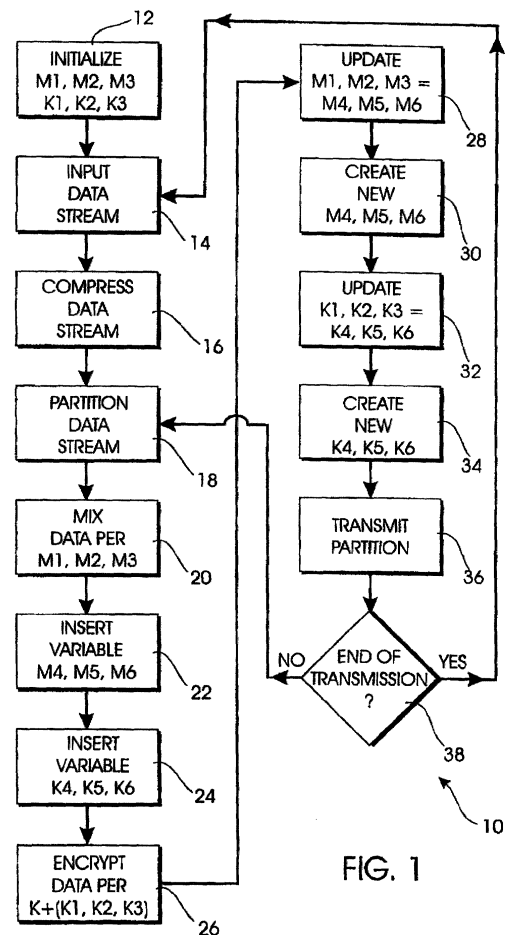 12
INITIALIZE
M1, M2, M3
K1, K2, K3
INPUT
DATA
STREAM
14
COMPRESS
DATA
STREAM
16
PARTITION
DATA
STREAM
18
MIX
DATA PER
M1, M2, M3
20
INSERT
VARIABLE
M4, M5, M6
22
INSERT
VARIABLE
K4, K5, K6
24
ENCRYPT
DATA PER
K+(K1, K2, K3)
26
UPDATE
M1, M2, M3 =
M4, M5, M6
28
CREATE
NEW
M4, M5, M6
30
UPDATE
K1, K2, K3 =
K4, K5, K6
32
CREATE
NEW
K4, K5, K6
34
TRANSMIT
PARTITION
36
NO
END OF
TRANSMISSION
?
YES
38
10
FIG. 1